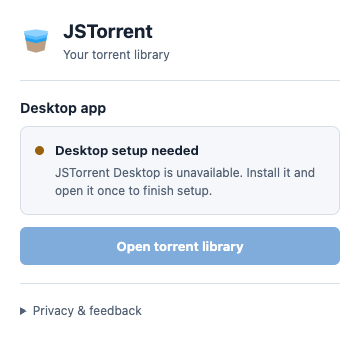 JSTorrent
Your torrent library
Desktop app
Desktop setup needed
JSTorrent Desktop is unavailable. Install it and
open it once to finish setup.
Open torrent library
Privacy & feedback